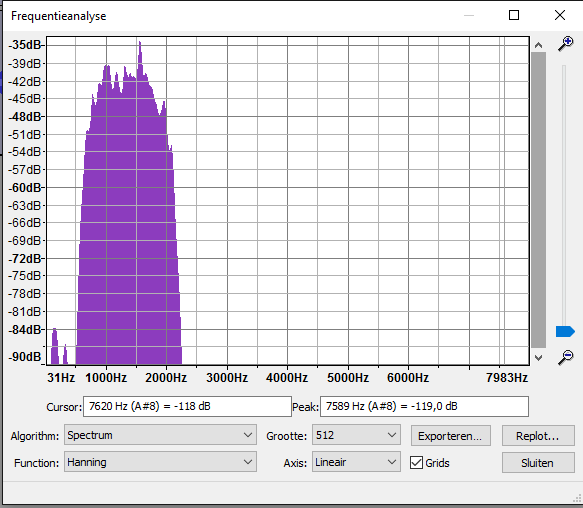 Frequentieanalyse
-35dB
-39dB
-42dB
-45dB
-48dB
-51dB
-54dB
-57dB
-60dB
-63dB
-66dB
-69dB
-72dB
-75dB
-78dB
-81dB
-84dB
-90dB
31Hz 1000Hz 2000Hz 3000Hz 4000Hz 5000Hz 6000Hz 7983Hz
Cursor: 7620 Hz (A#8) = -118 dB Peak: 7589 Hz (A#8) = -119,0 dB
Algorithm: Spectrum Grootte: 512 Exporteren... Replot...
Function: Hanning Axis: Lineair Grids Sluiten